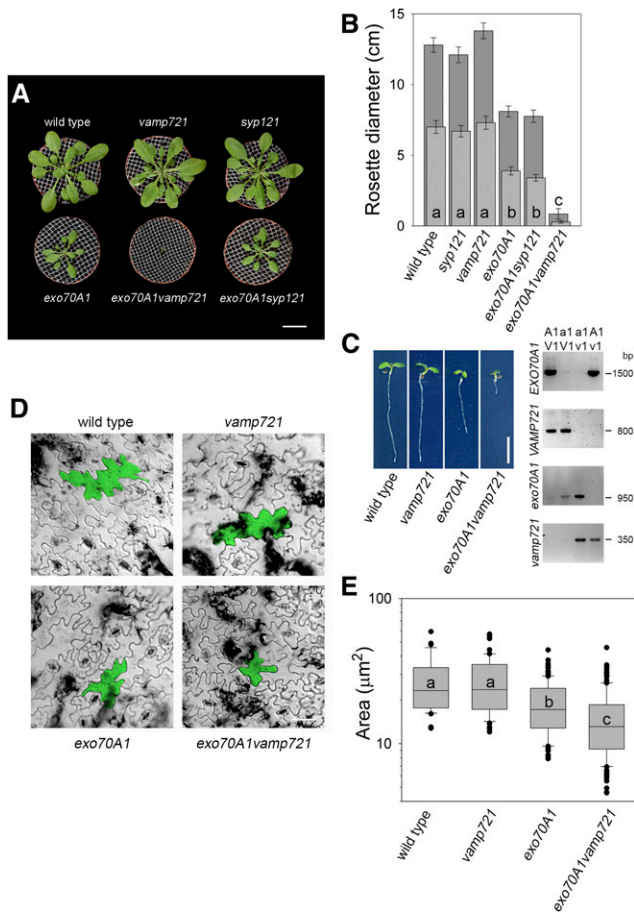 A
wild type vamp721 syp121
exo70A1 exo70A1vamp721 exo70A1syp121
B
Rosette diameter (cm)
15
10
5
0
a a a b b c
wild type
syp121
vamp721
exo70A1
exo70A1syp121
exo70A1vamp721
C
wild type
vamp721
exo70A1
exo70A1vamp721
A1 a1 a1 A1
V1 V1 v1 v1
bp
EXO70A1
1500
VAMP721
800
exo70A1
950
vamp721
350
D
wild type vamp721
exo70A1 exo70A1vamp721
E
Area (μm²)
100
10
a a b c
wild type
vamp721
exo70A1
exo70A1vamp721